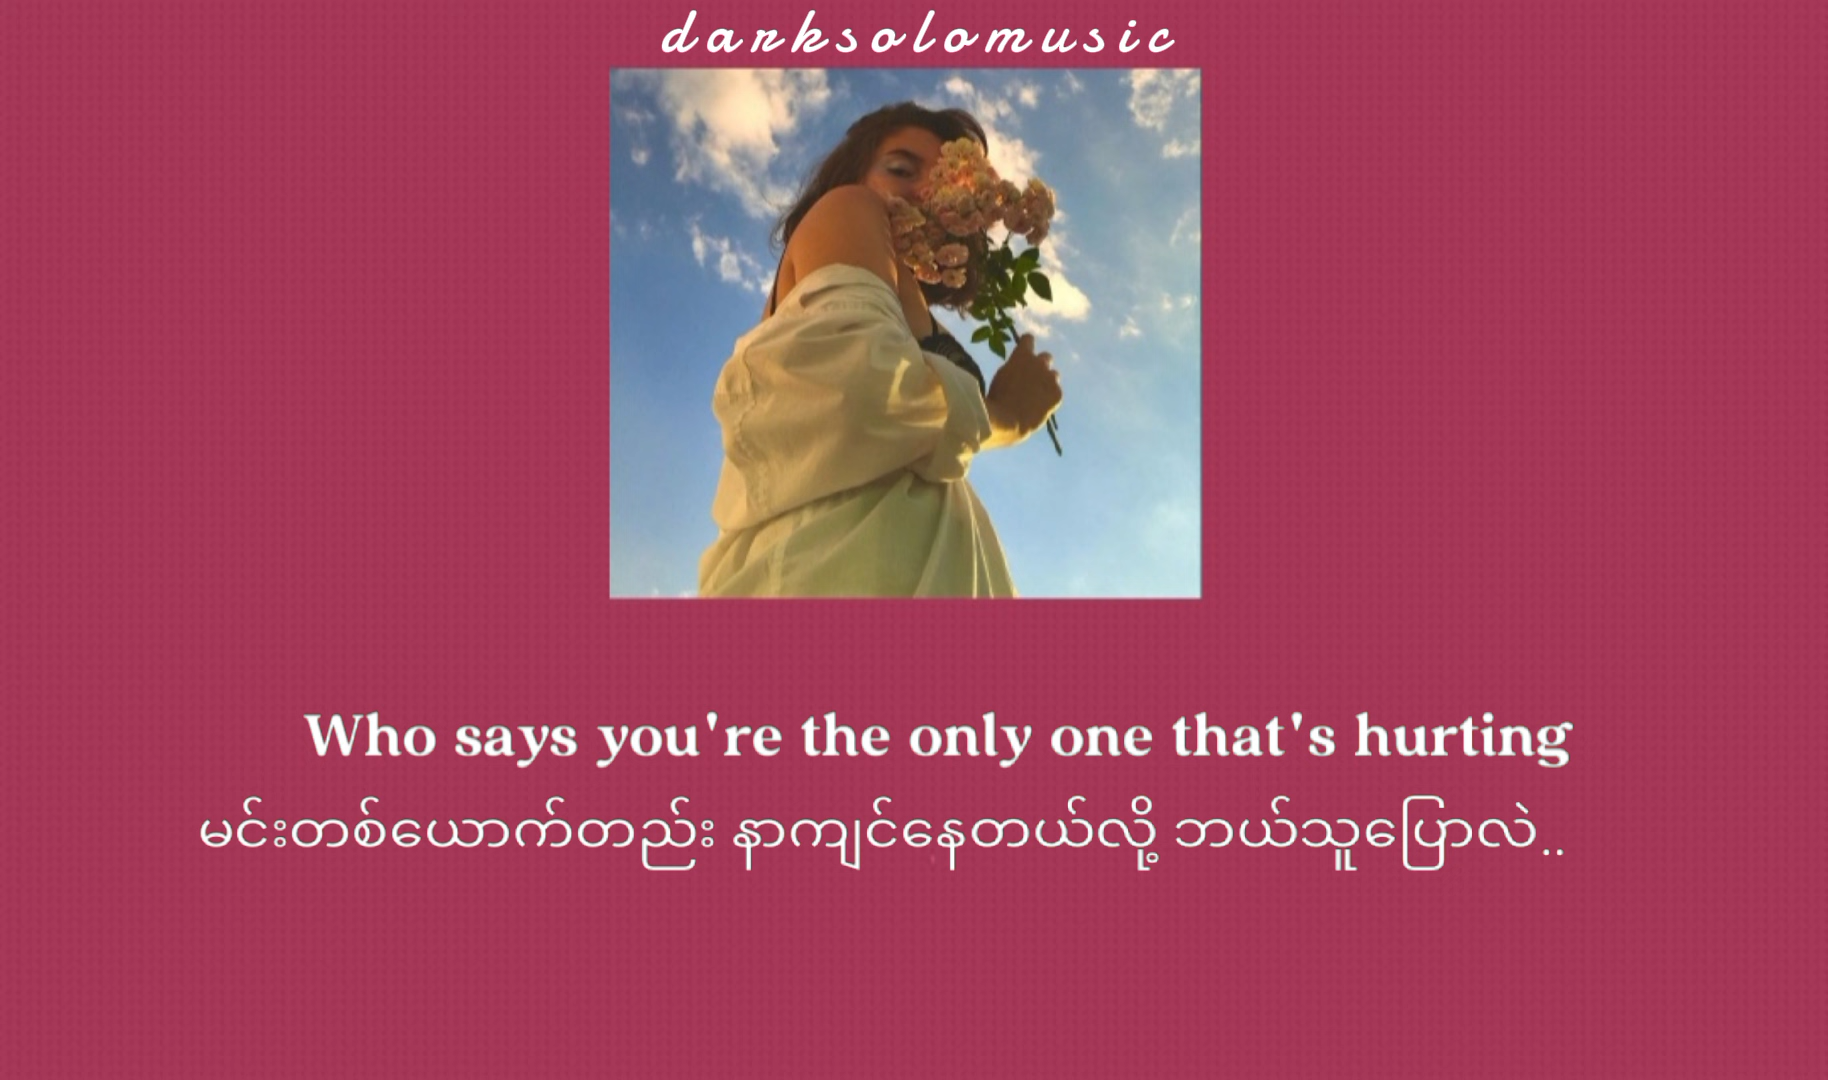 darksolomusic
Who says you're the only one that's hurting
မင်းတစ်ယောက်တည်း နာကျင်နေတယ်လို့ ဘယ်သူပြောလဲ..